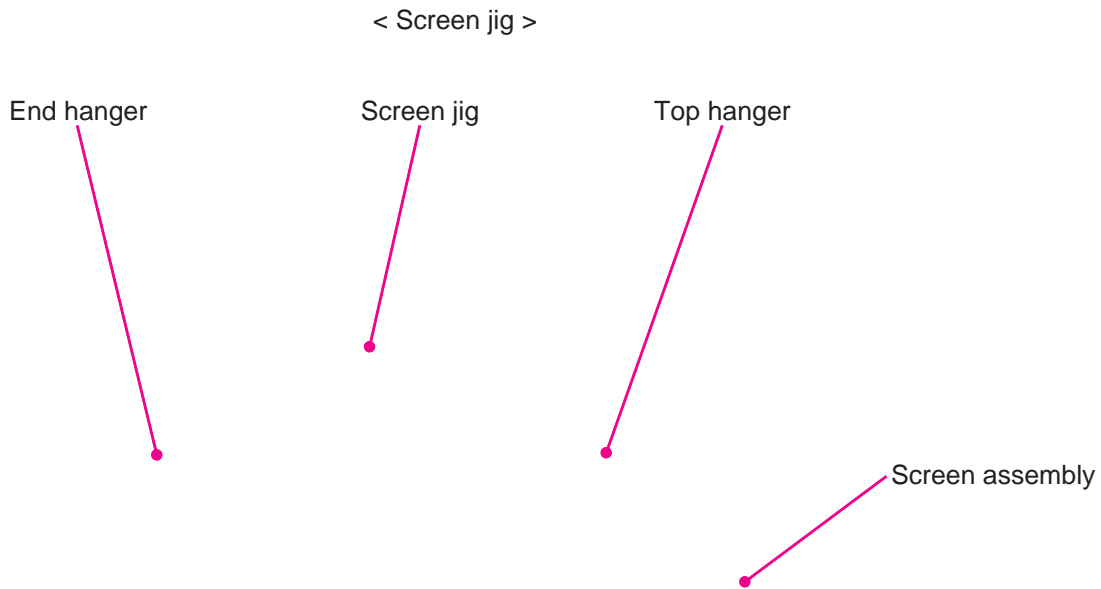 < Screen jig >
End hanger
Screen jig
Top hanger
Screen assembly